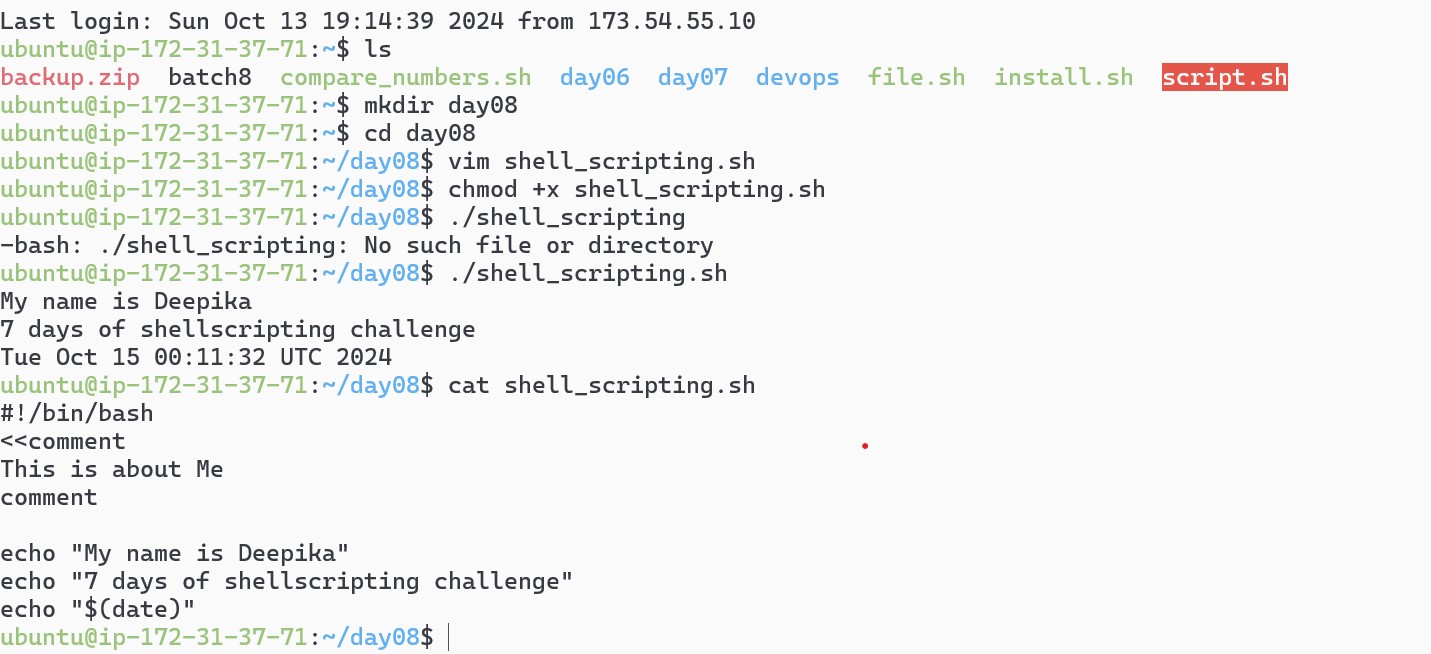 Last login: Sun Oct 13 19:14:39 2024 from 173.54.55.10
ubuntu@ip-172-31-37-71:~$ ls
backup.zip  batch8  compare_numbers.sh  day06  day07  devops  file.sh  install.sh  script.sh
ubuntu@ip-172-31-37-71:~$ mkdir day08
ubuntu@ip-172-31-37-71:~$ cd day08
ubuntu@ip-172-31-37-71:~/day08$ vim shell_scripting.sh
ubuntu@ip-172-31-37-71:~/day08$ chmod +x shell_scripting.sh
ubuntu@ip-172-31-37-71:~/day08$ ./shell_scripting
-bash: ./shell_scripting: No such file or directory
ubuntu@ip-172-31-37-71:~/day08$ ./shell_scripting.sh
My name is Deepika
7 days of shellscripting challenge
Tue Oct 15 00:11:32 UTC 2024
ubuntu@ip-172-31-37-71:~/day08$ cat shell_scripting.sh
#!/bin/bash
<<comment
This is about Me
comment

echo "My name is Deepika"
echo "7 days of shellscripting challenge"
echo "$(date)"
ubuntu@ip-172-31-37-71:~/day08$